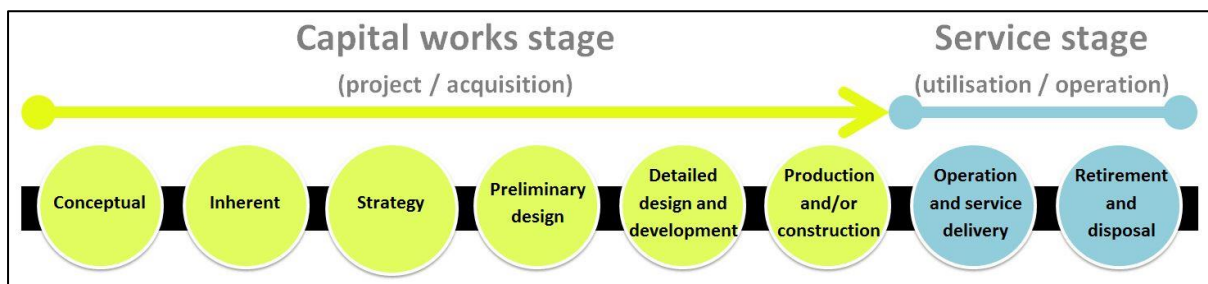 Capital works stage
(project / acquisition)
Service stage
(utilisation / operation)
Conceptual
Inherent
Strategy
Preliminary
design
Detailed
design and
development
Production
and/or
construction
Operation
and service
delivery
Retirement
and
disposal